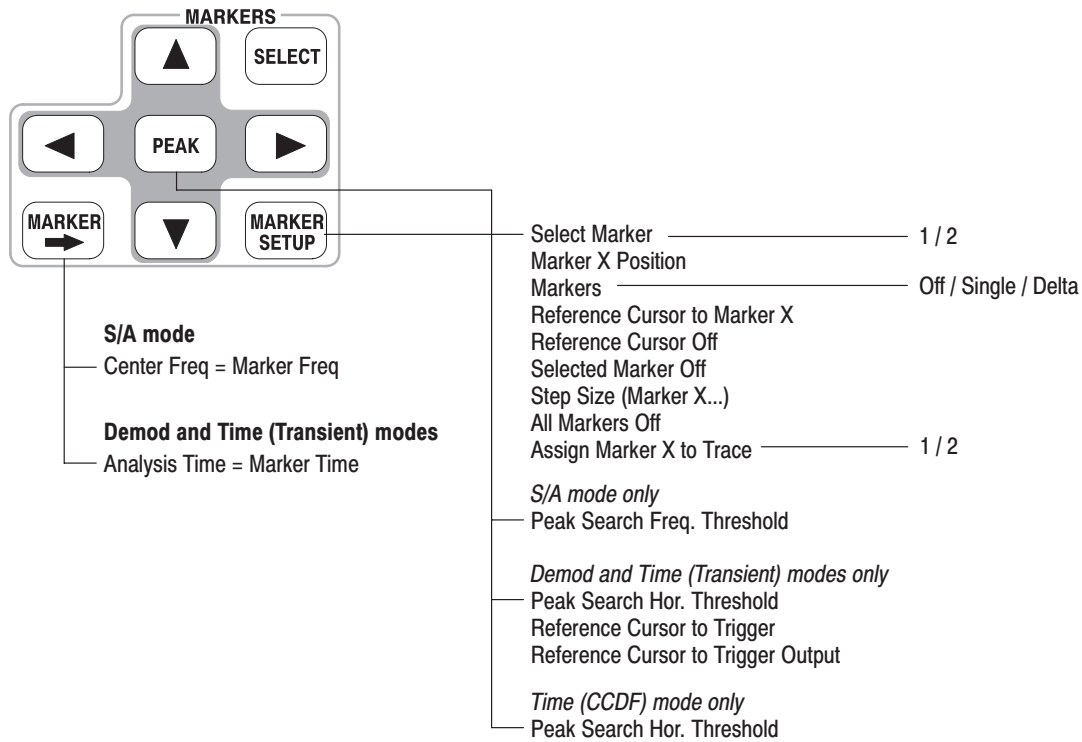 MARKERS
SELECT
PEAK
MARKER
MARKER SETUP
Select Marker 1 / 2
Marker X Position
Markers Off / Single / Delta
Reference Cursor to Marker X
Reference Cursor Off
Selected Marker Off
Step Size (Marker X...)
All Markers Off
Assign Marker X to Trace 1 / 2
S/A mode only
Peak Search Freq. Threshold
Demod and Time (Transient) modes only
Peak Search Hor. Threshold
Reference Cursor to Trigger
Reference Cursor to Trigger Output
Time (CCDF) mode only
Peak Search Hor. Threshold
S/A mode
Center Freq = Marker Freq
Demod and Time (Transient) modes
Analysis Time = Marker Time